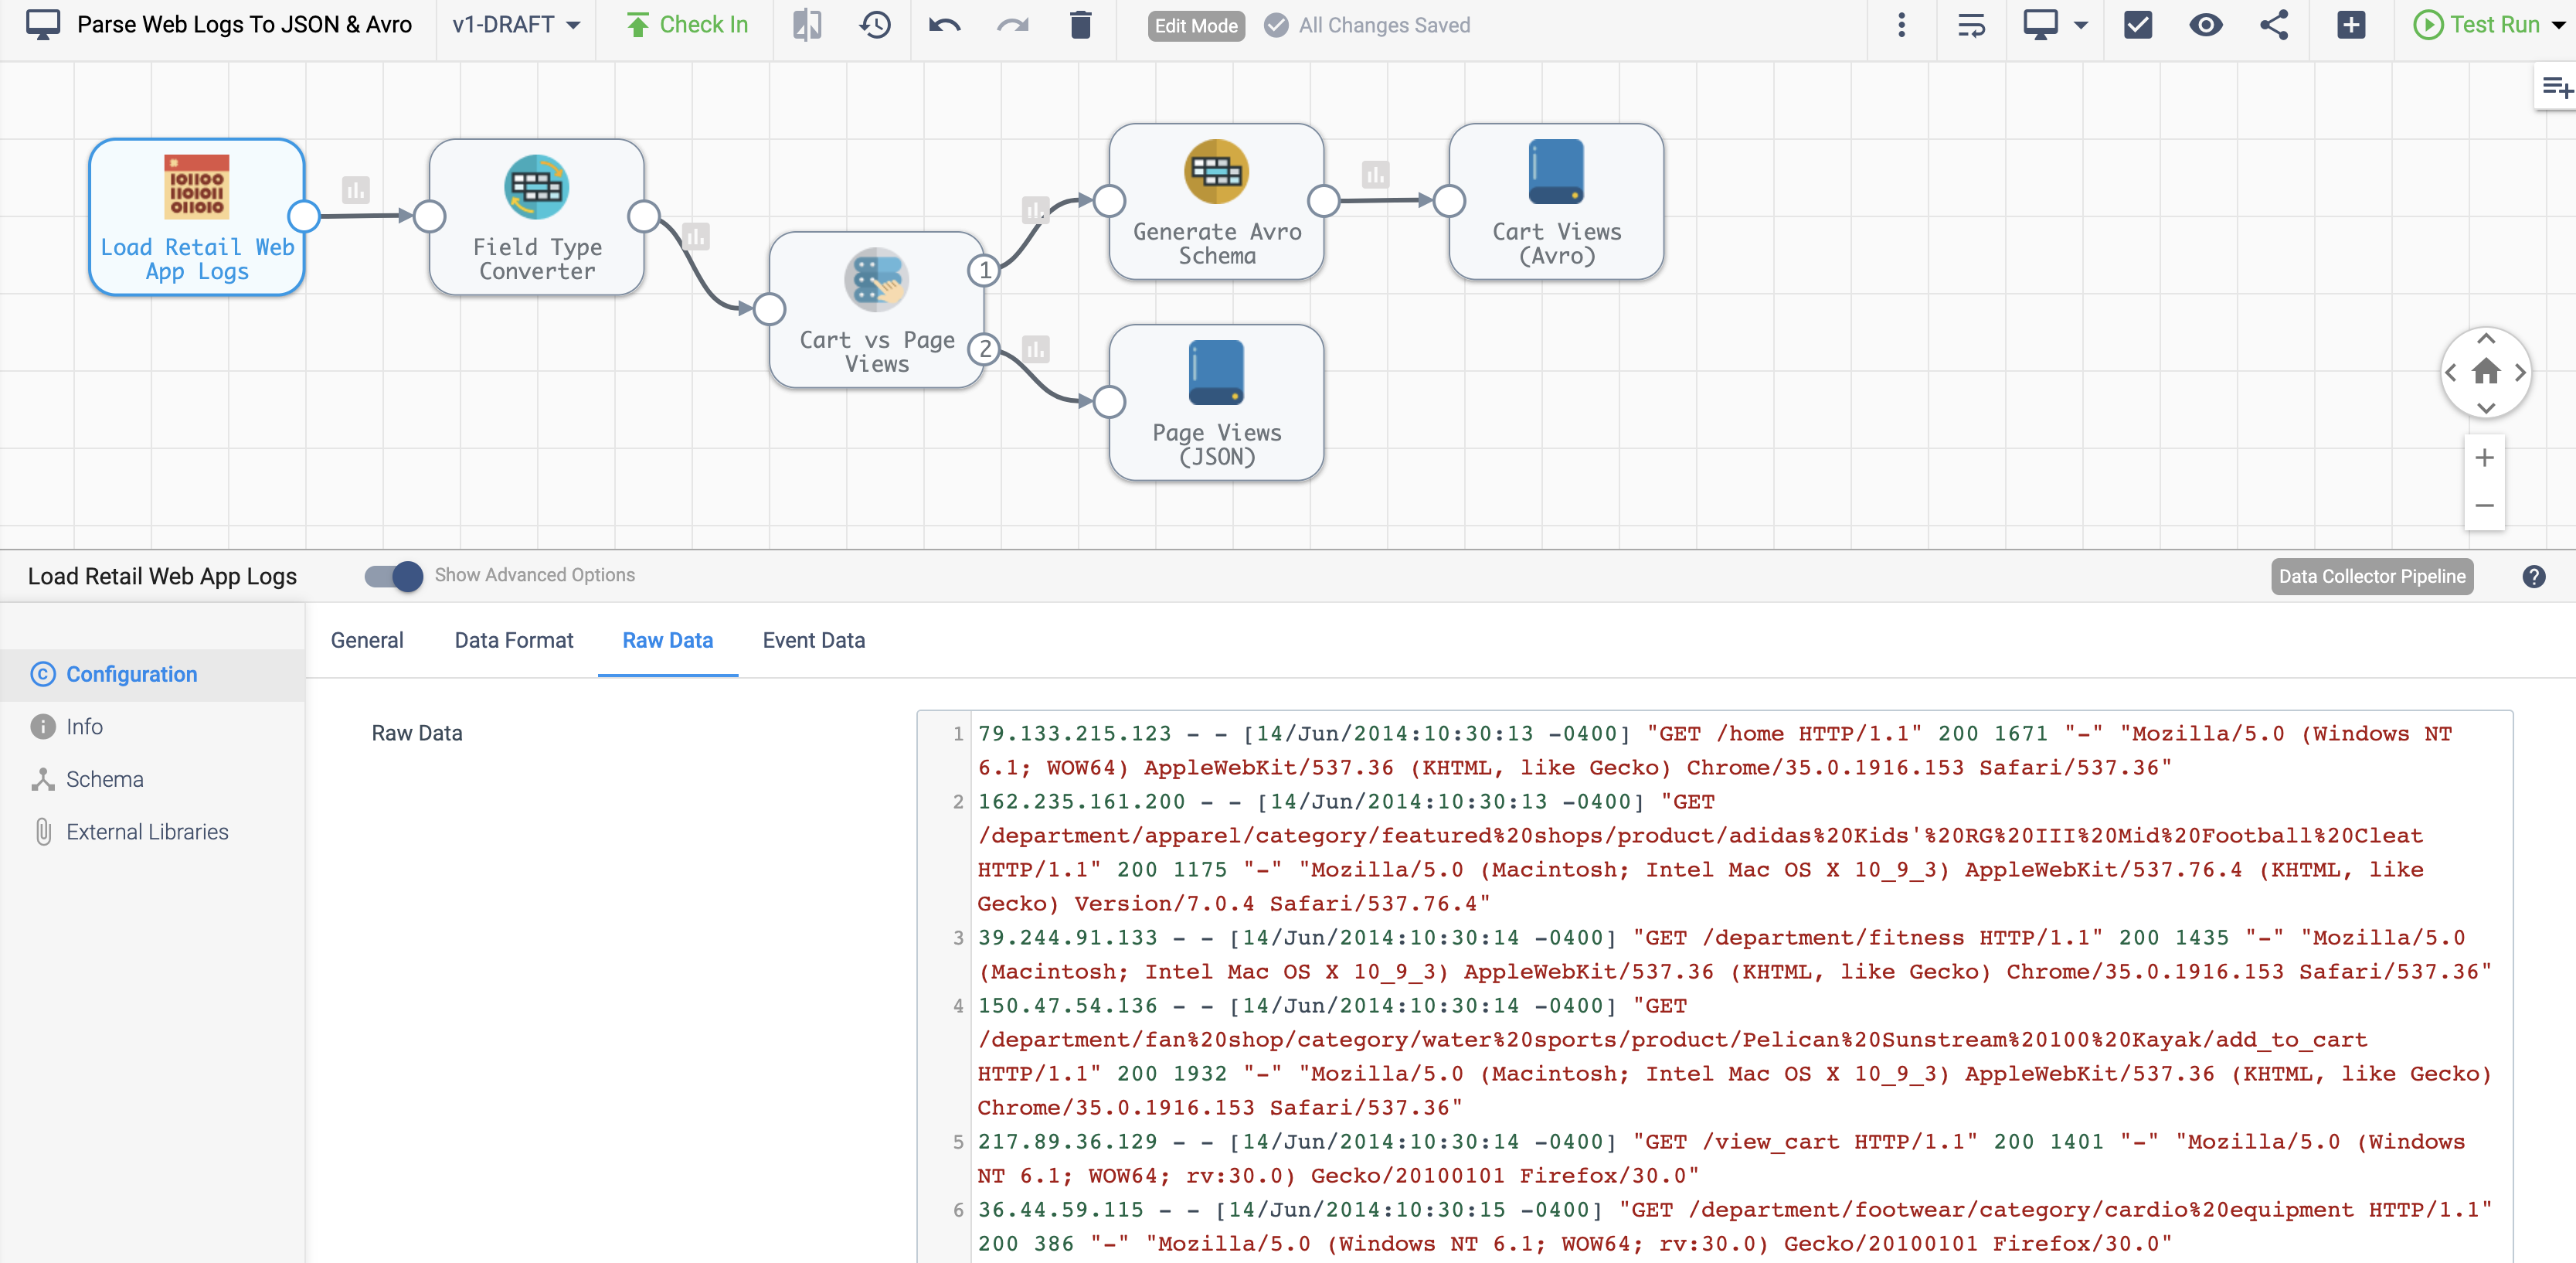 Parse Web Logs To JSON & Avro
v1-DRAFT
Check In
Edit Mode
All Changes Saved
Test Run
Load Retail Web
App Logs
Field Type
Converter
Cart vs Page
Views
1
2
Generate Avro
Schema
Cart Views
(Avro)
Page Views
(JSON)
Load Retail Web App Logs
Show Advanced Options
Data Collector Pipeline
?
Configuration
Info
Schema
External Libraries
General
Data Format
Raw Data
Event Data
Raw Data
1 79.133.215.123 - - [14/Jun/2014:10:30:13 -0400] "GET /home HTTP/1.1" 200 1671 "-" "Mozilla/5.0 (Windows NT
6.1; WOW64) AppleWebKit/537.36 (KHTML, like Gecko) Chrome/35.0.1916.153 Safari/537.36"
2 162.235.161.200 - - [14/Jun/2014:10:30:13 -0400] "GET
/department/apparel/category/featured%20shops/product/adidas%20Kids'%20RG%20III%20Mid%20Football%20Cleat
HTTP/1.1" 200 1175 "-" "Mozilla/5.0 (Macintosh; Intel Mac OS X 10_9_3) AppleWebKit/537.76.4 (KHTML, like
Gecko) Version/7.0.4 Safari/537.76.4"
3 39.244.91.133 - - [14/Jun/2014:10:30:14 -0400] "GET /department/fitness HTTP/1.1" 200 1435 "-" "Mozilla/5.0
(Macintosh; Intel Mac OS X 10_9_3) AppleWebKit/537.36 (KHTML, like Gecko) Chrome/35.0.1916.153 Safari/537.36"
4 150.47.54.136 - - [14/Jun/2014:10:30:14 -0400] "GET
/department/fan%20shop/category/water%20sports/product/Pelican%20Sunstream%20100%20Kayak/add_to_cart
HTTP/1.1" 200 1932 "-" "Mozilla/5.0 (Macintosh; Intel Mac OS X 10_9_3) AppleWebKit/537.36 (KHTML, like Gecko)
Chrome/35.0.1916.153 Safari/537.36"
5 217.89.36.129 - - [14/Jun/2014:10:30:14 -0400] "GET /view_cart HTTP/1.1" 200 1401 "-" "Mozilla/5.0 (Windows
NT 6.1; WOW64; rv:30.0) Gecko/20100101 Firefox/30.0"
6 36.44.59.115 - - [14/Jun/2014:10:30:15 -0400] "GET /department/footwear/category/cardio%20equipment HTTP/1.1"
200 386 "-" "Mozilla/5.0 (Windows NT 6.1; WOW64; rv:30.0) Gecko/20100101 Firefox/30.0"